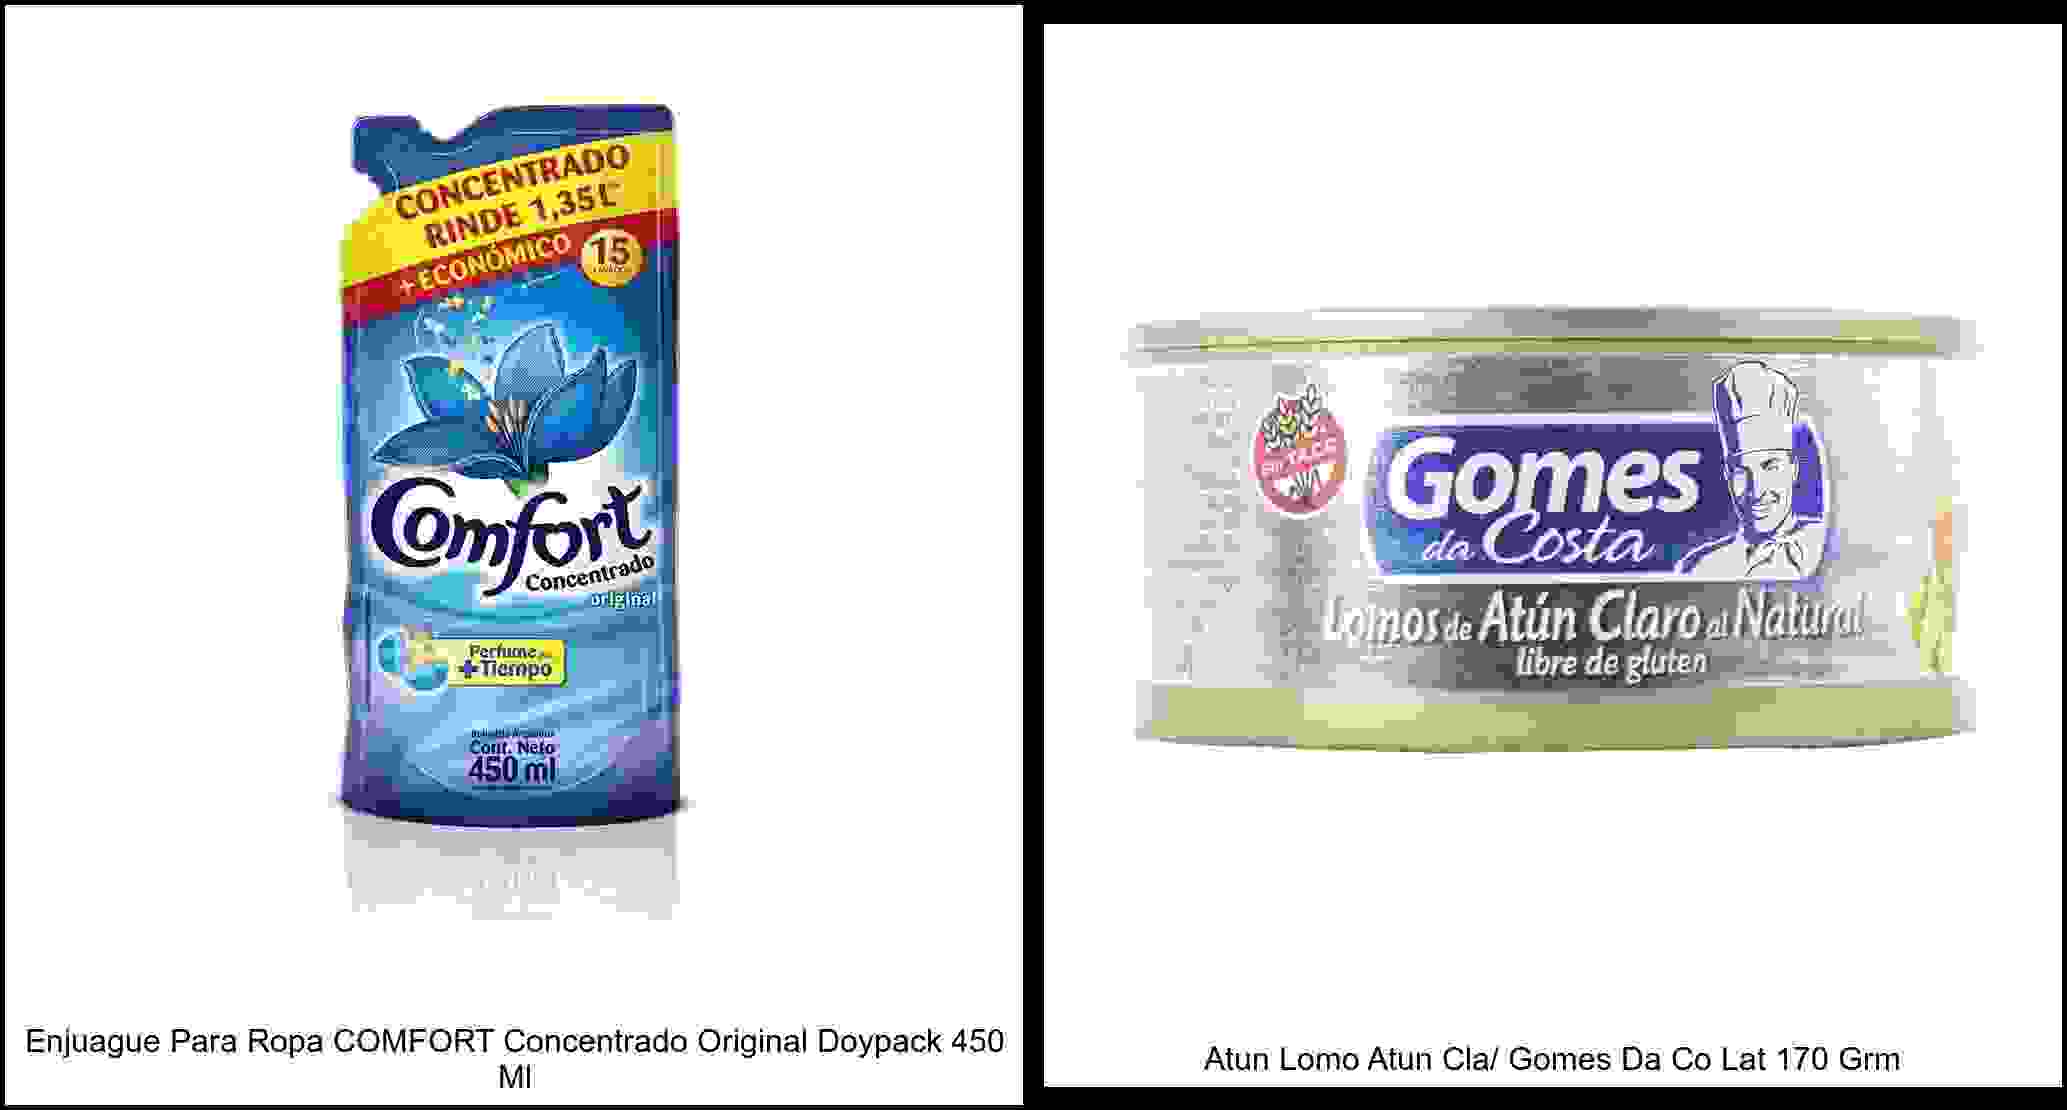 CONCENTRADO
RINDE 1,35L
+ ECONÓMICO
15
Comfort
Concentrado
original
Perfume
+Tiempo
Cont. Neto
450 ml
Enjuague Para Ropa COMFORT Concentrado Original Doypack 450
Ml
SIN T.A.C.C.
Gomes
da Costa
Lomos de Atún Claro al Natural
libre de gluten
Atun Lomo Atun Cla/ Gomes Da Co Lat 170 Grm